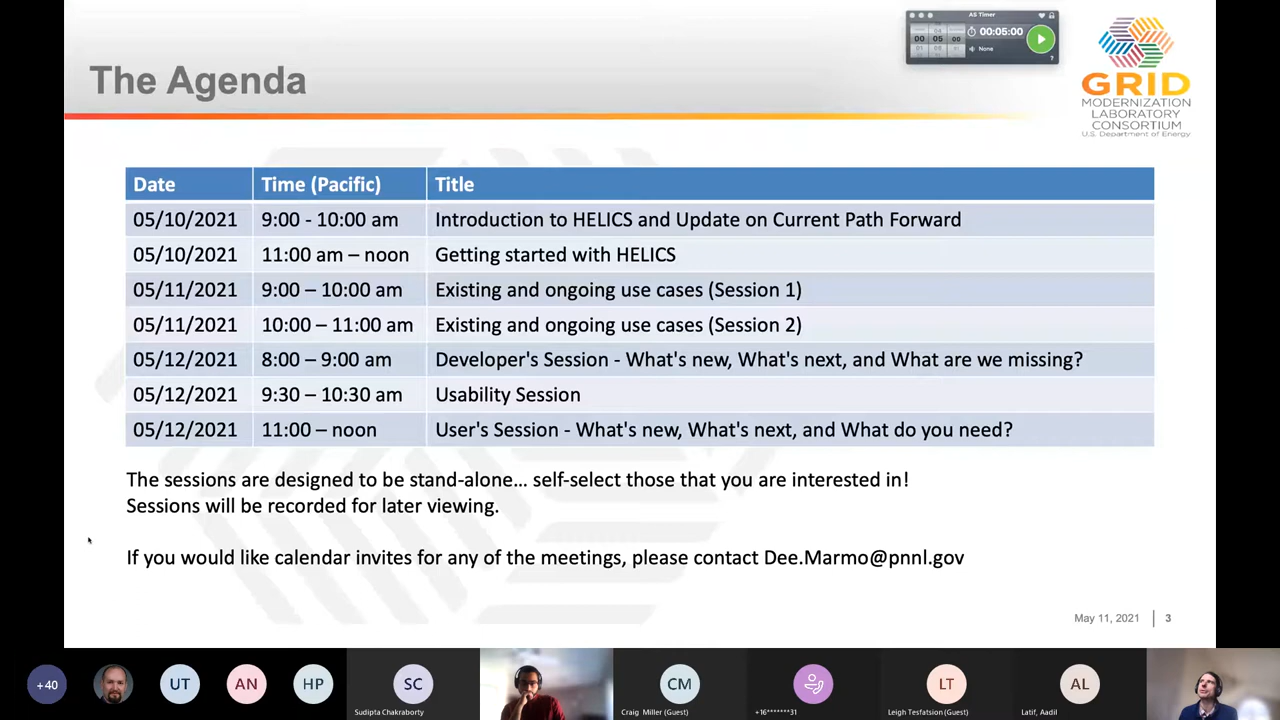 AS Timer
00 05 00
00:05:00
None
?
The Agenda
GRID
MODERNIZATION
LABORATORY
CONSORTIUM
U.S. Department of Energy
Date Time (Pacific) Title
05/10/2021 9:00 - 10:00 am Introduction to HELICS and Update on Current Path Forward
05/10/2021 11:00 am – noon Getting started with HELICS
05/11/2021 9:00 – 10:00 am Existing and ongoing use cases (Session 1)
05/11/2021 10:00 – 11:00 am Existing and ongoing use cases (Session 2)
05/12/2021 8:00 – 9:00 am Developer's Session - What's new, What's next, and What are we missing?
05/12/2021 9:30 – 10:30 am Usability Session
05/12/2021 11:00 – noon User's Session - What's new, What's next, and What do you need?
The sessions are designed to be stand-alone… self-select those that you are interested in!
Sessions will be recorded for later viewing.
If you would like calendar invites for any of the meetings, please contact Dee.Marmo@pnnl.gov
May 11, 2021 3
+40 UT AN HP SC CM LT AL
Sudipta Chakraborty Craig Miller (Guest) +16*******31 Leigh Tesfatsion (Guest) Latif, Aadil